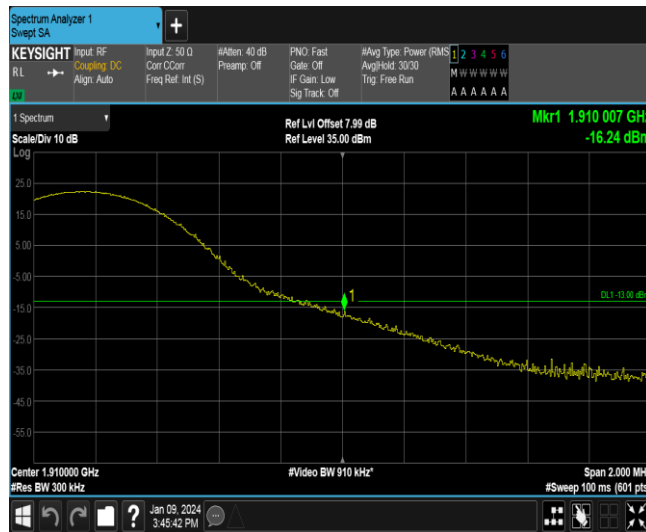 Spectrum Analyzer 1
Swept SA
+
KEYSIGHT
RL
Input: RF
Coupling: DC
Align: Auto
Input Z: 50 Ω
Corr CCorr
Freq Ref: Int (S)
#Atten: 40 dB
Preamp: Off
PNO: Fast
Gate: Off
IF Gain: Low
Sig Track: Off
#Avg Type: Power (RMS
Avg|Hold: 30/30
Trig: Free Run
1 2 3 4 5 6
M W W W W W
A A A A A A
1 Spectrum
Scale/Div 10 dB
Ref Lvl Offset 7.99 dB
Ref Level 35.00 dBm
Mkr1 1.910 007 GHz
-16.24 dBm
Log
25.0
15.0
5.00
-5.00
-15.0
-25.0
-35.0
-45.0
-55.0
1
DL1 -13.00 dBm
Center 1.910000 GHz
#Res BW 300 kHz
#Video BW 910 kHz*
Span 2.000 MH
#Sweep 100 ms (601 pts
?
Jan 09, 2024
3:45:42 PM